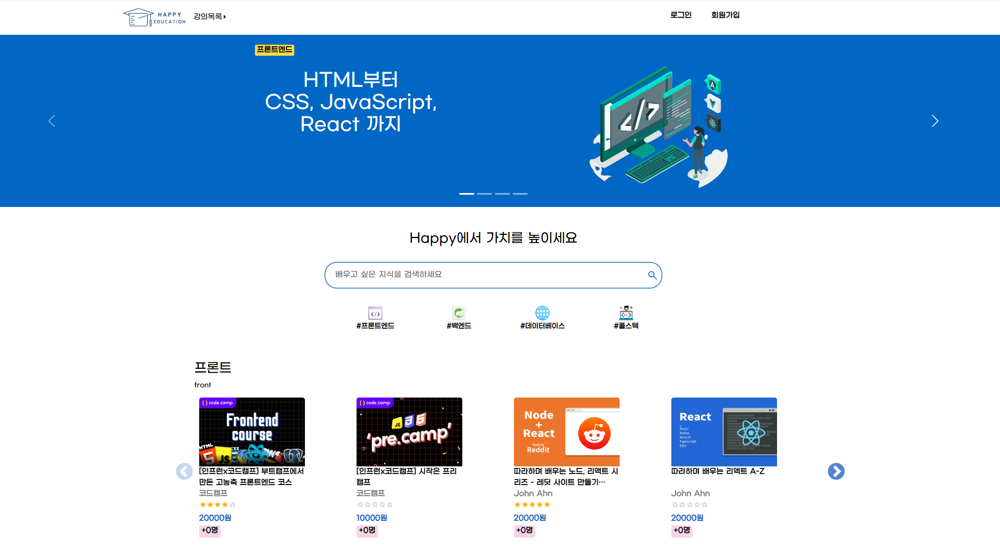 HAPPY
EDUCATION
강의목록
로그인
회원가입
프론트엔드
HTML부터
CSS, JavaScript,
React 까지
A
Happy에서 가치를 높이세요
배우고 싶은 지식을 검색하세요
#프론트엔드
#백엔드
#데이터베이스
#풀스텍
프론트
front
{ } code.camp
Frontend
course
HTML
JS
CSS
[인프런x코드캠프] 부트캠프에서
만든 고농축 프론트엔드 코스
코드캠프
20000원
+0명
{ } code.camp
JS
'pre.camp'
[인프런x코드캠프] 시작은 프리
캠프
코드캠프
10000원
+0명
Node
+
React
Making
Reddit
따라하며 배우는 노드, 리액트 시
리즈 - 레딧 사이트 만들기…
John Ahn
20000원
+0명
React
React
Redux
NextJS
Typescript
TDD
따라하며 배우는 리액트 A-Z
John Ahn
20000원
+0명